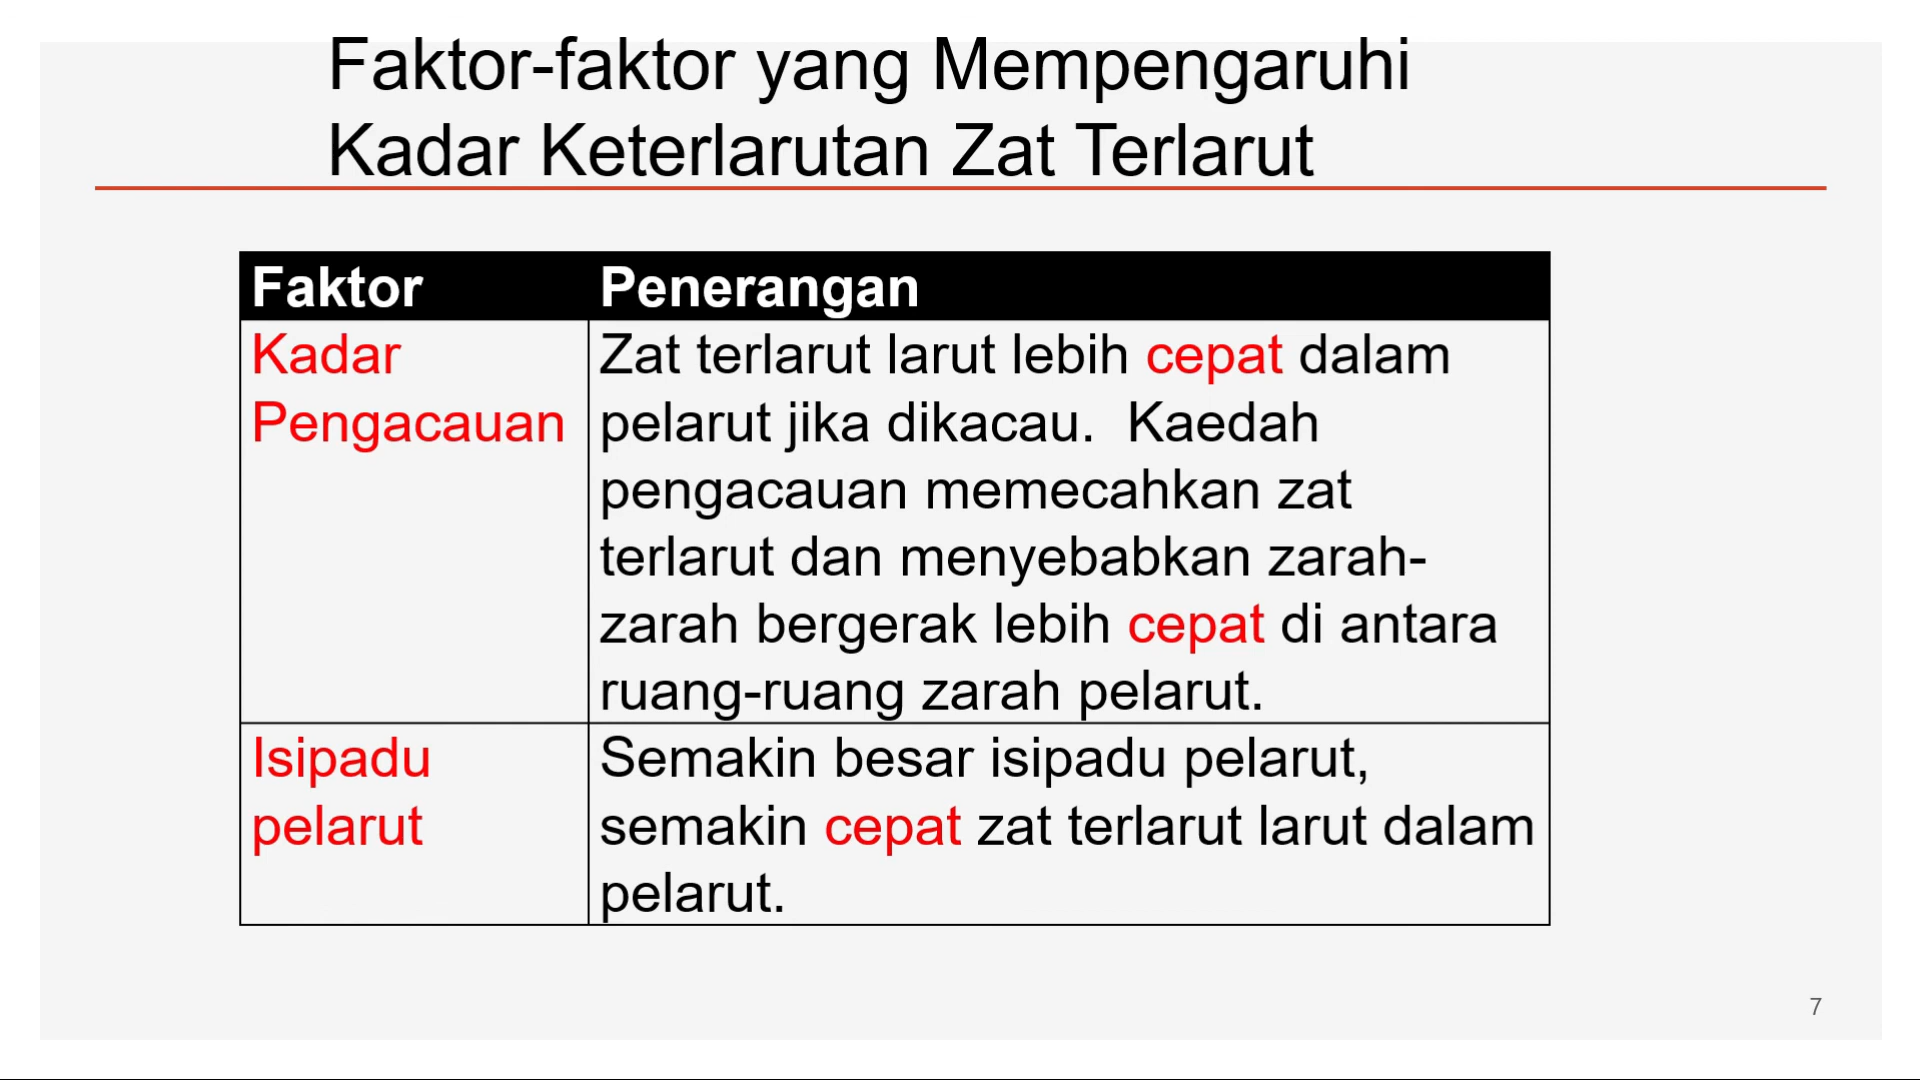 Faktor-faktor yang Mempengaruhi
Kadar Keterlarutan Zat Terlarut
Faktor
Penerangan
Kadar
Pengacauan
Zat terlarut larut lebih cepat dalam
pelarut jika dikacau.  Kaedah
pengacauan memecahkan zat
terlarut dan menyebabkan zarah-
zarah bergerak lebih cepat di antara
ruang-ruang zarah pelarut.
Isipadu
pelarut
Semakin besar isipadu pelarut,
semakin cepat zat terlarut larut dalam
pelarut.
7